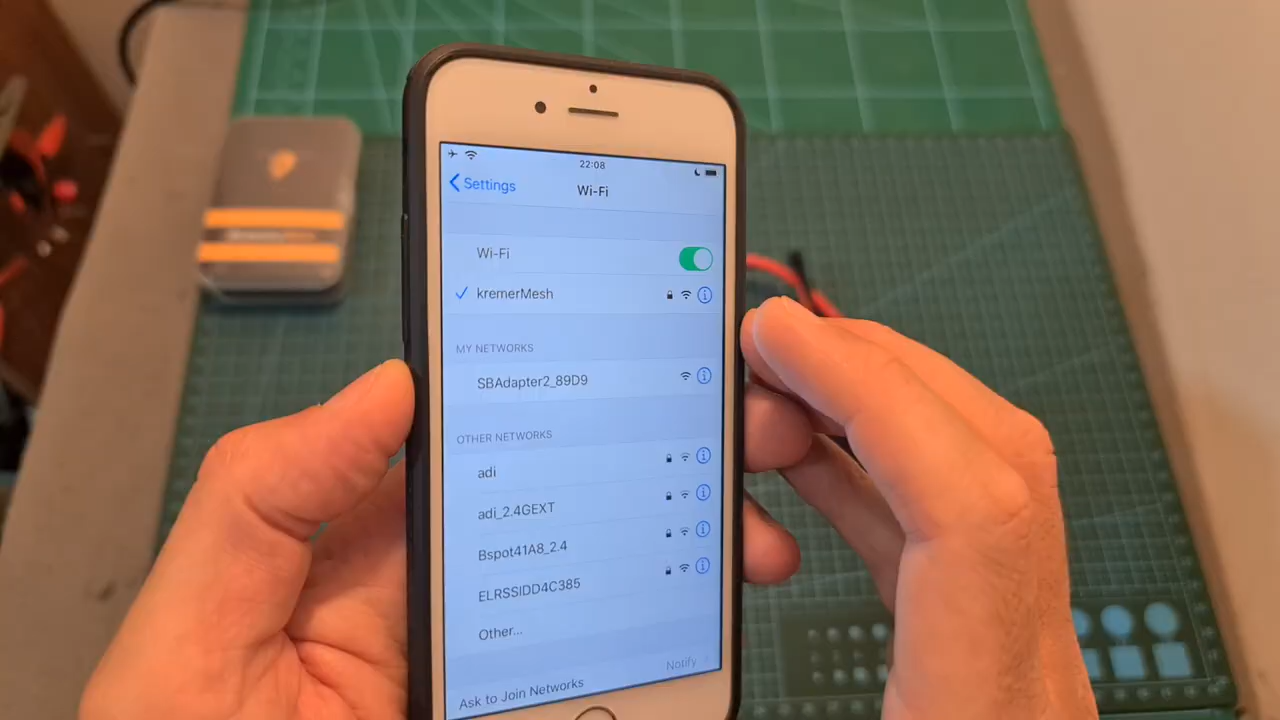 22:08
Settings
Wi-Fi
Wi-Fi
kremerMesh
MY NETWORKS
SBAdapter2_89D9
OTHER NETWORKS
adi
adi_2.4GEXT
Bspot41A8_2.4
ELRSSIDD4C385
Other...
Ask to Join Networks
Notify